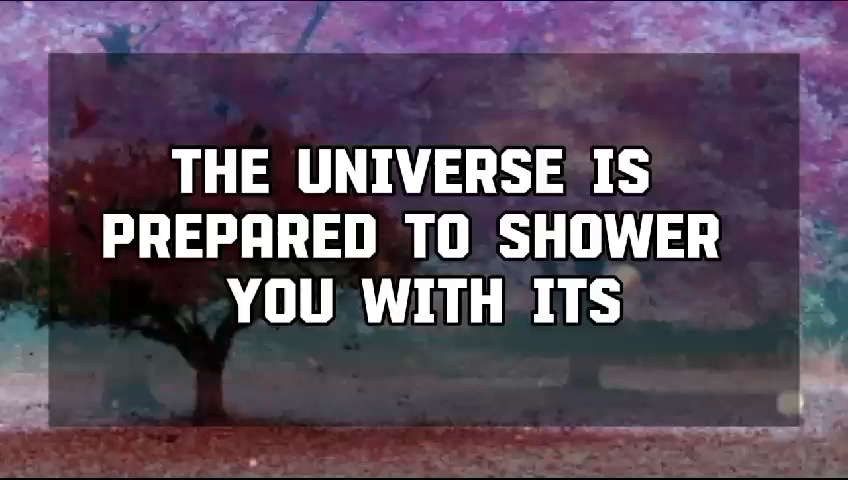 THE UNIVERSE IS
PREPARED TO SHOWER
YOU WITH ITS